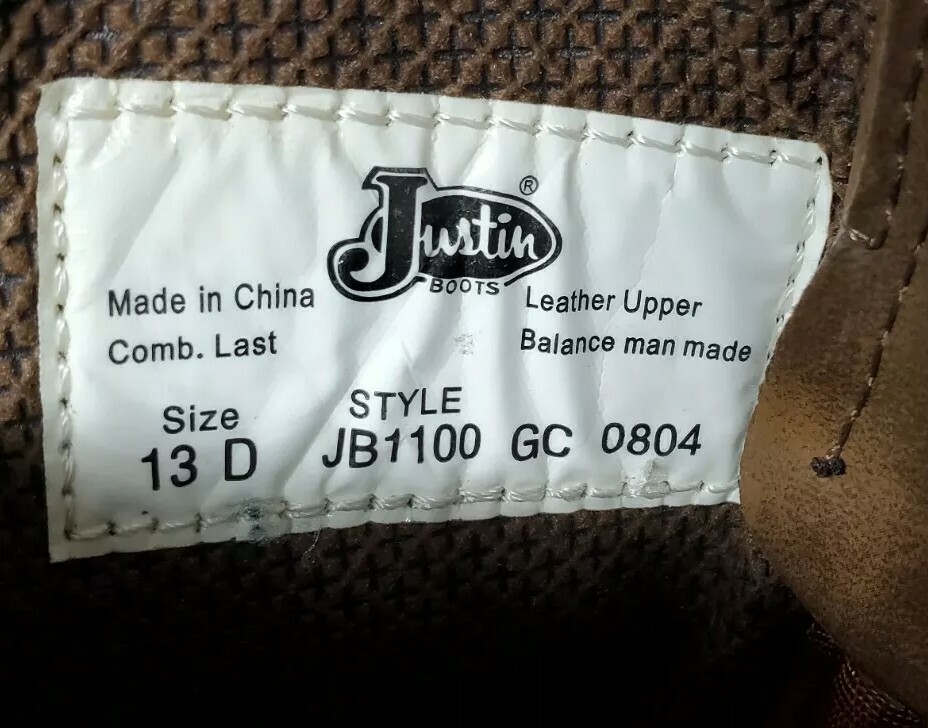 Justin ®
BOOTS
Made in China
Comb. Last
Leather Upper
Balance man made
Size
13 D
STYLE
JB1100 GC 0804